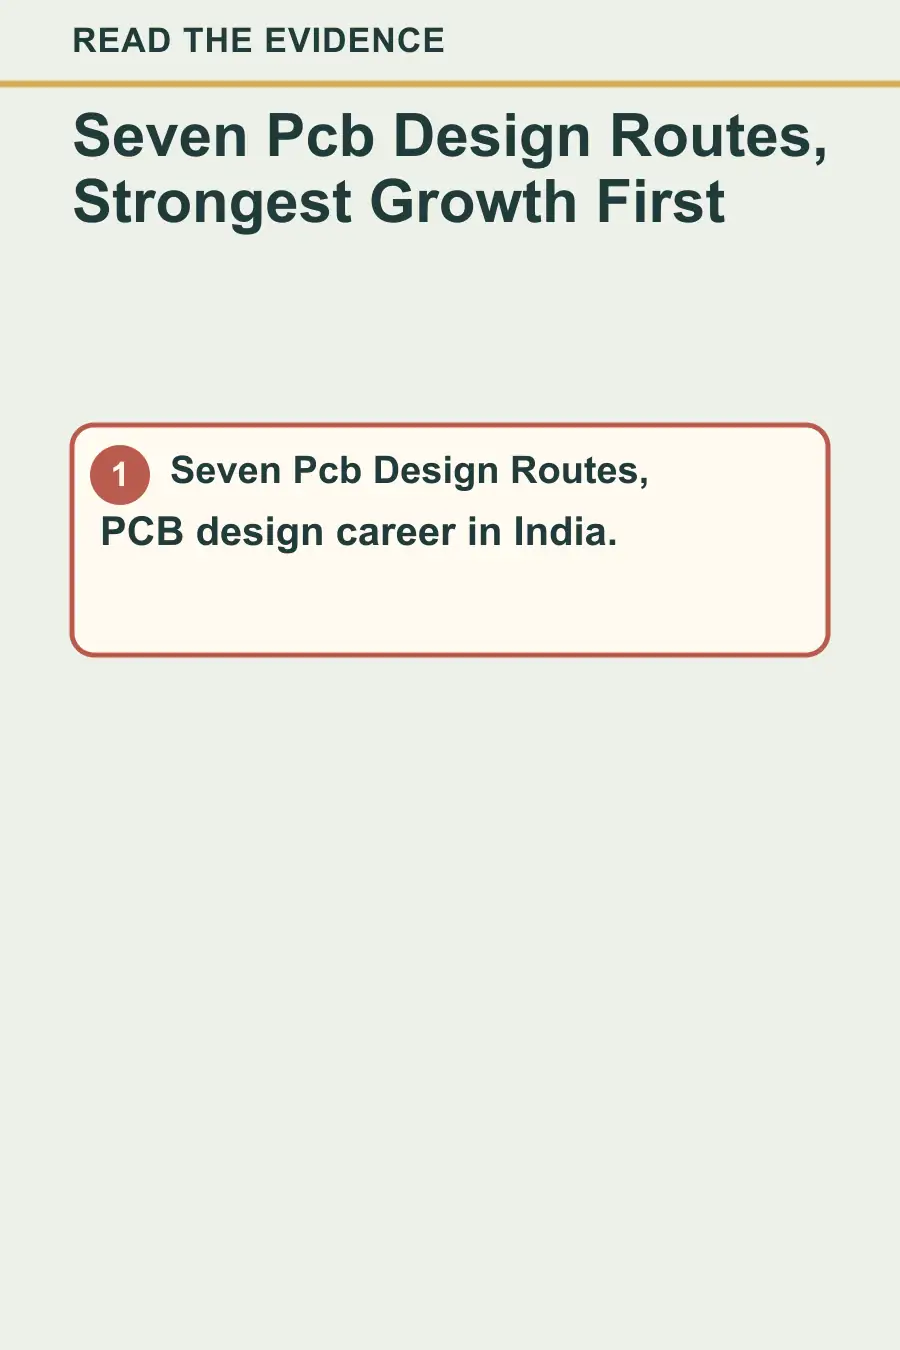 READ THE EVIDENCE
Seven Pcb Design Routes,
Strongest Growth First
1 Seven Pcb Design Routes,
PCB design career in India.